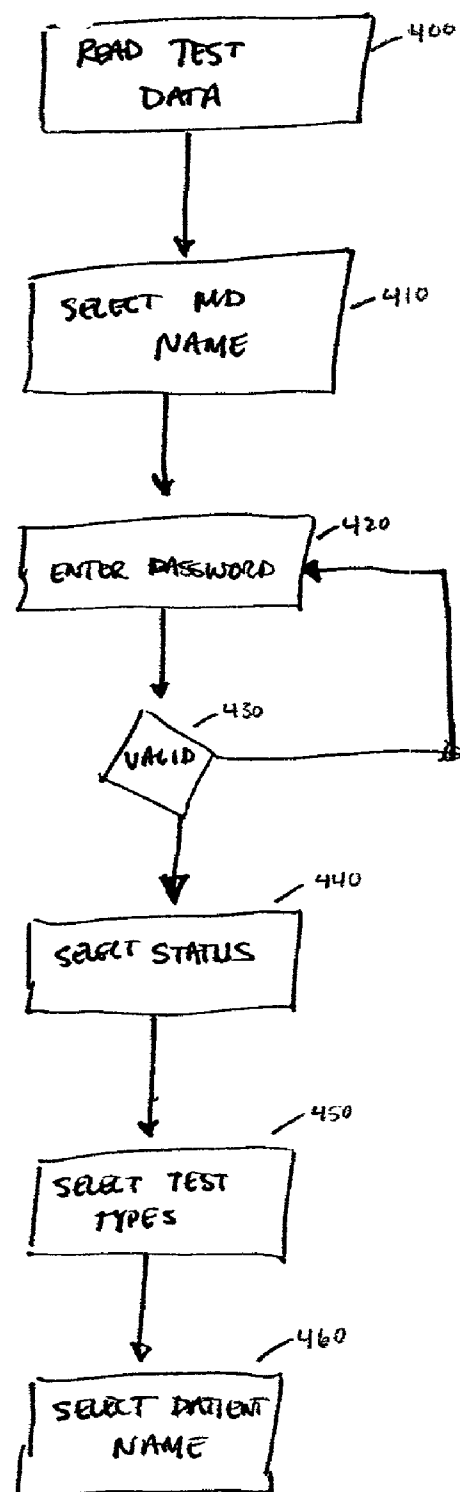 READ TEST
DATA
400
SELECT MD
NAME
410
420
ENTER PASSWORD
430
VALID
440
SELECT STATUS
450
SELECT TEST
TYPES
460
SELECT PATIENT
NAME